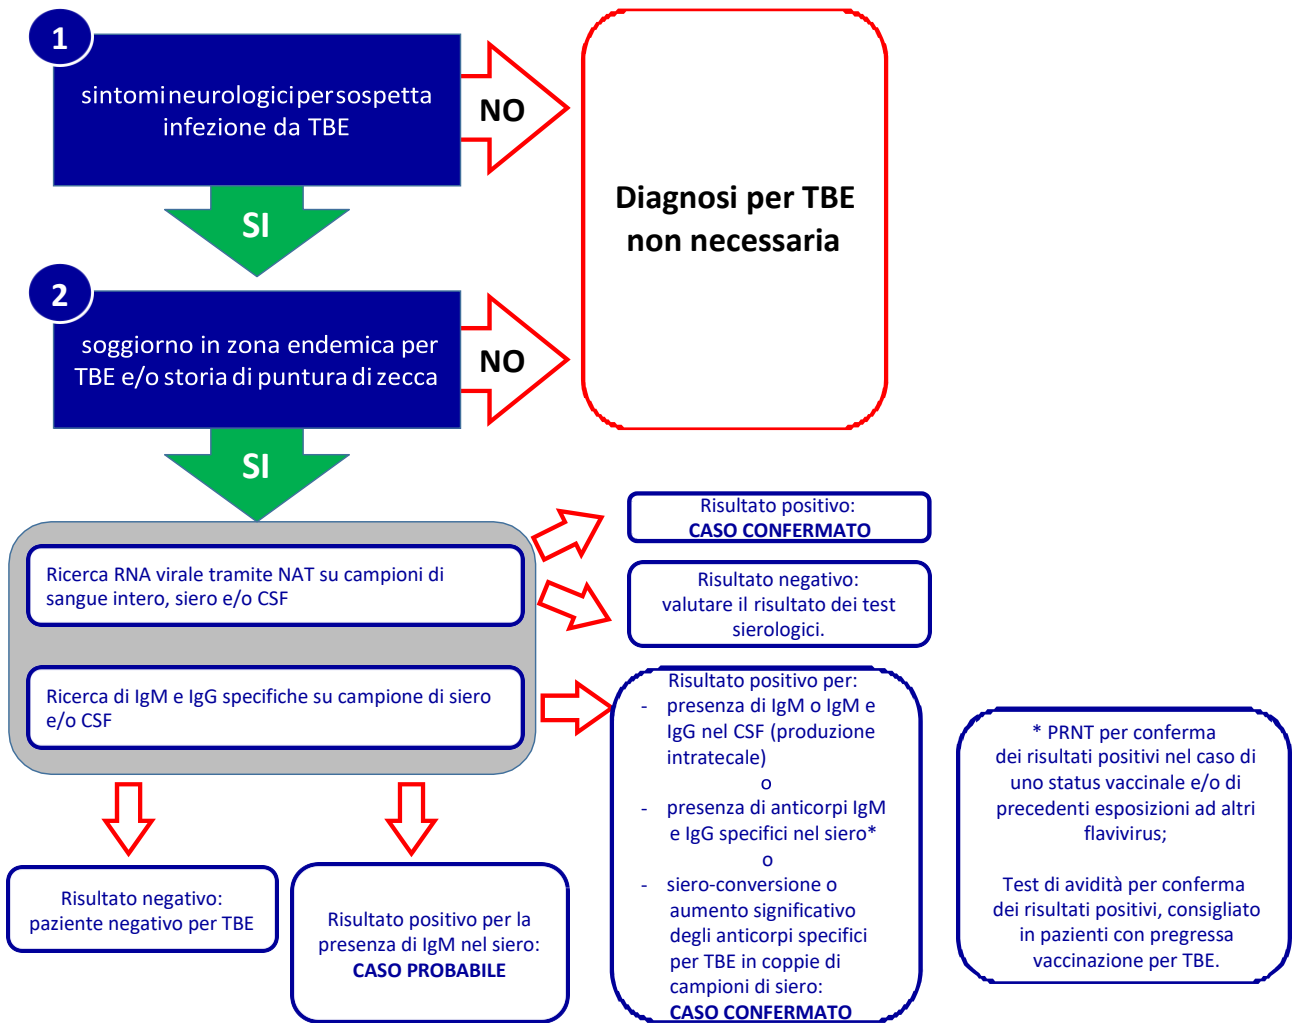 1
sintomi neurologici per sospetta
infezione da TBE
NO
SI
Diagnosi per TBE
non necessaria
2
soggiorno in zona endemica per
TBE e/o storia di puntura di zecca
NO
SI
Ricerca RNA virale tramite NAT su campioni di
sangue intero, siero e/o CSF
Risultato positivo:
CASO CONFERMATO
Risultato negativo:
valutare il risultato dei test
sierologici.
Ricerca di IgM e IgG specifiche su campione di siero
e/o CSF
Risultato positivo per:
- presenza di IgM o IgM e
IgG nel CSF (produzione
intratecale)
o
- presenza di anticorpi IgM
e IgG specifici nel siero*
o
- siero-conversione o
aumento significativo
degli anticorpi specifici
per TBE in coppie di
campioni di siero:
CASO CONFERMATO
* PRNT per conferma
dei risultati positivi nel caso di
uno status vaccinale e/o di
precedenti esposizioni ad altri
flavivirus;
Test di avidità per conferma
dei risultati positivi, consigliato
in pazienti con pregressa
vaccinazione per TBE.
Risultato negativo:
paziente negativo per TBE
Risultato positivo per la
presenza di IgM nel siero:
CASO PROBABILE